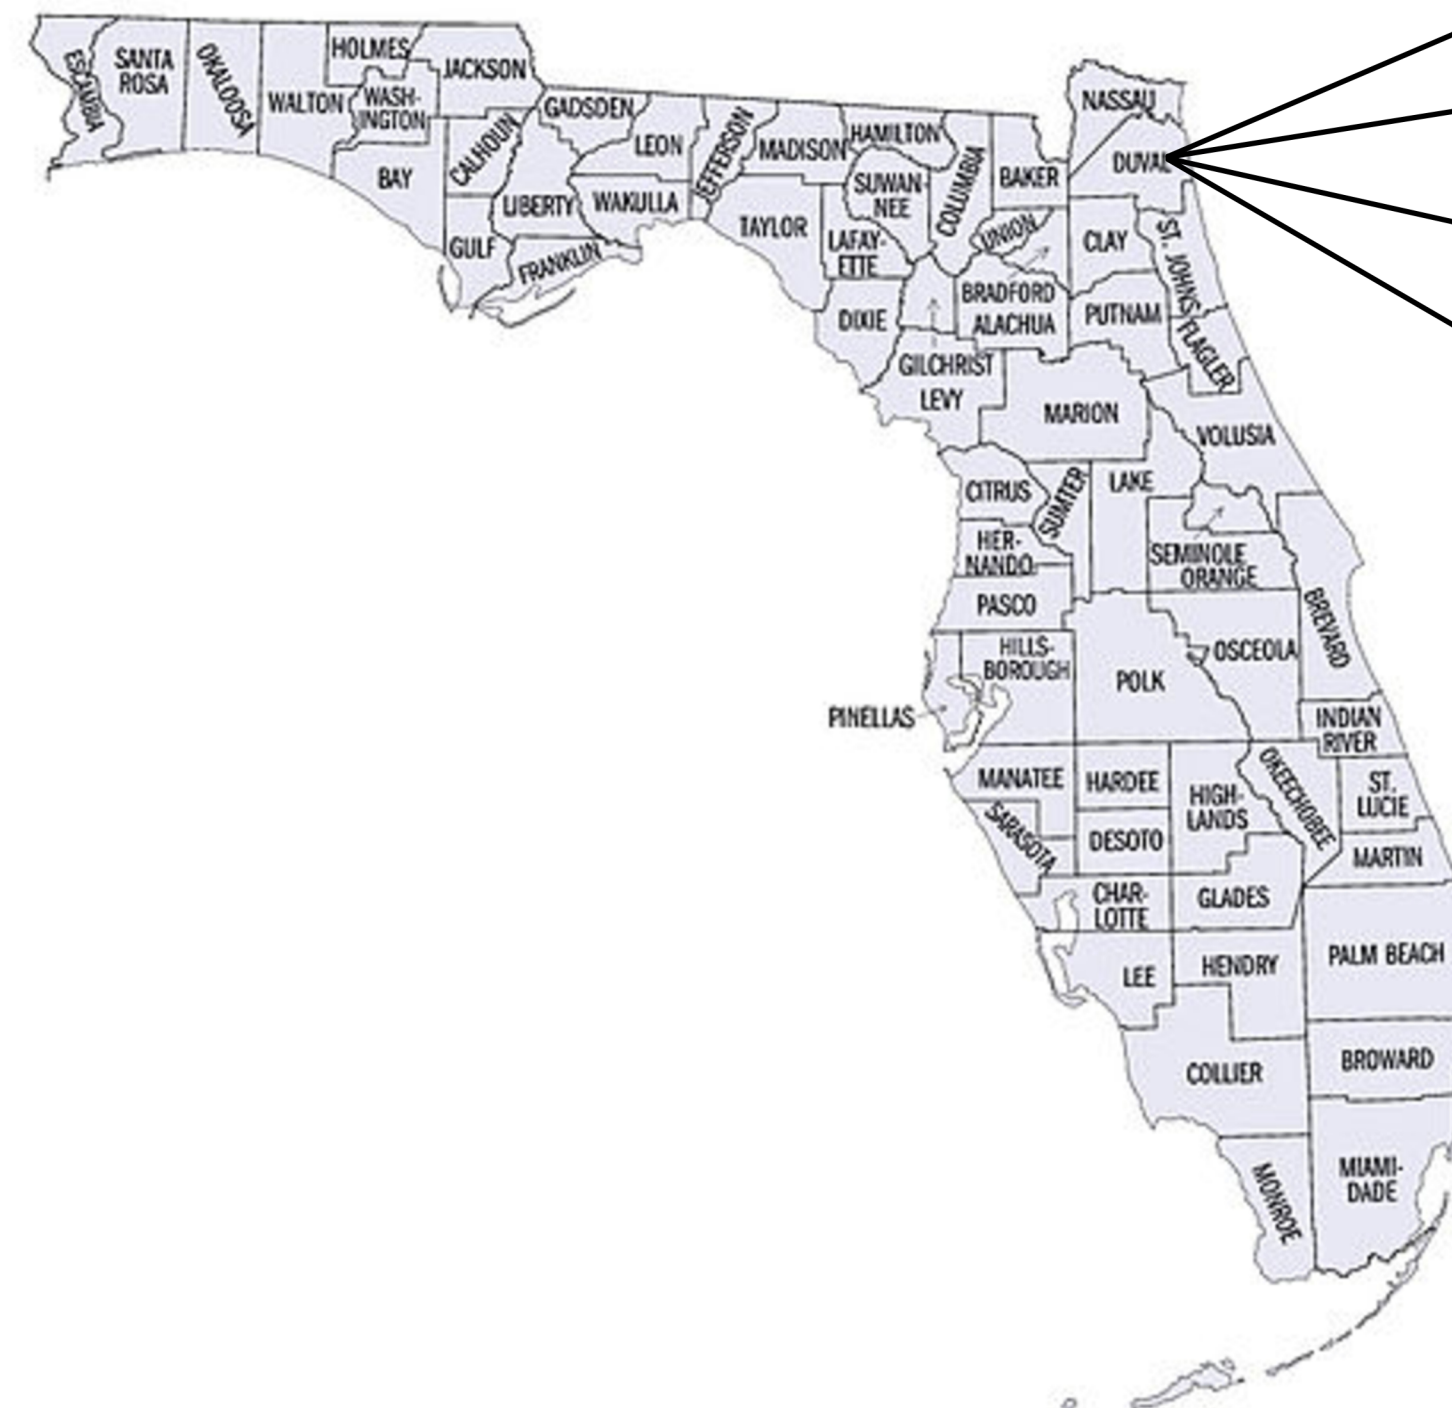 ESCAMBIA
SANTA
ROSA
OKALOOSA
WALTON
HOLMES
WASH-
INGTON
JACKSON
BAY
CALHOUN
GULF
GADSDEN
LIBERTY
FRANKLIN
LEON
WAKULLA
JEFFERSON
MADISON
TAYLOR
HAMILTON
SUWAN
NEE
LAFAY-
ETTE
DIXIE
COLUMBIA
BAKER
UNION
NASSAU
DUVAL
CLAY
ST. JOHNS
BRADFORD
ALACHUA
PUTNAM
FLAGLER
GILCHRIST
LEVY
MARION
VOLUSIA
CITRUS
SUMTER
LAKE
HER-
NANDO
SEMINOLE
ORANGE
PASCO
BREVARD
HILLS-
BOROUGH
POLK
OSCEOLA
PINELLAS
INDIAN
RIVER
MANATEE
HARDEE
HIGH-
LANDS
OKEECHOBEE
ST.
LUCIE
SARASOTA
DESOTO
MARTIN
CHAR-
LOTTE
GLADES
LEE
HENDRY
PALM BEACH
COLLIER
BROWARD
MONROE
MIAMI-
DADE